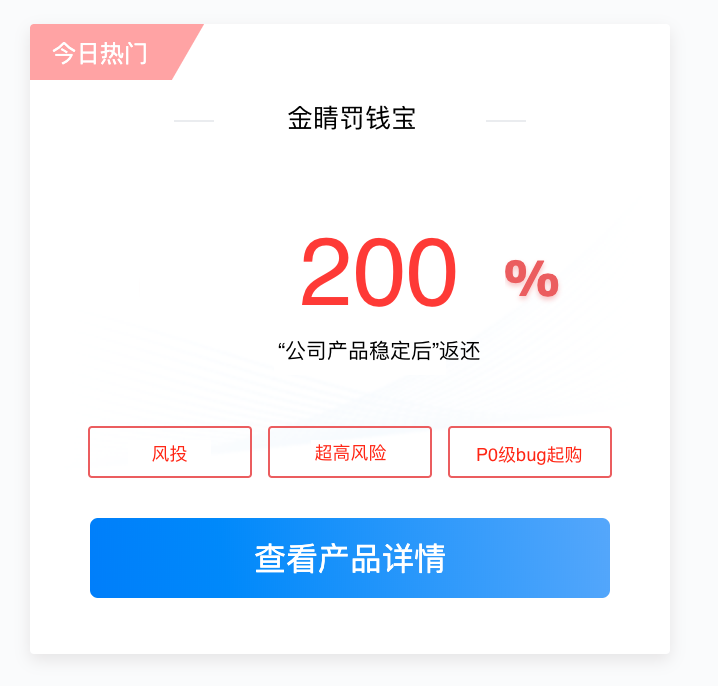 今日热门
金睛罚钱宝
200 %
“公司产品稳定后”返还
风投 超高风险 P0级bug起购
查看产品详情